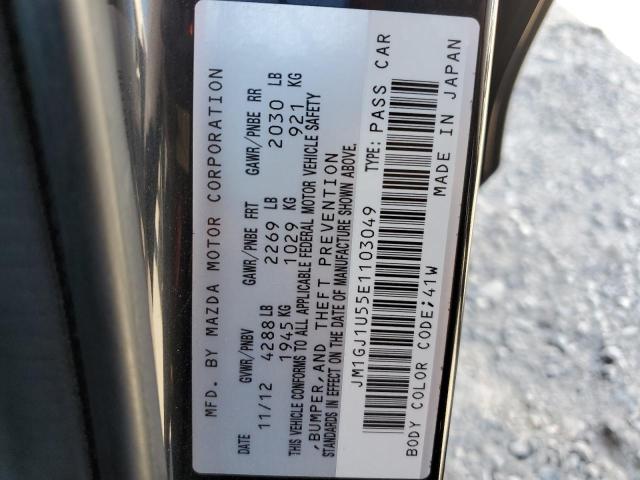 MFD. BY MAZDA MOTOR CORPORATION
DATE GVWR/PNBV GAWR/PNBE FRT GAWR/PNBE RR
11/12 4288 LB 2269 LB 2030 LB
1945 KG 1029 KG 921 KG
THIS VEHICLE CONFORMS TO ALL APPLICABLE FEDERAL MOTOR VEHICLE SAFETY
,BUMPER,AND THEFT PREVENTION
STANDARDS IN EFFECT ON THE DATE OF MANUFACTURE SHOWN ABOVE.
JM1GJ1U55E1103049 TYPE: PASS CAR
BODY COLOR CODE;41W MADE IN JAPAN